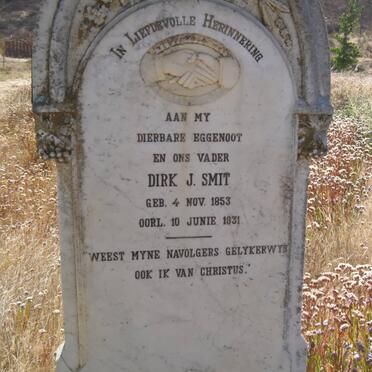 In Liefdevolle Herinnering
AAN MY
DIERBARE EGGENOOT
EN ONS VADER
DIRK J. SMIT
GEB. 4 NOV. 1853
OORL. 10 JUNIE 1931
"WEEST MYNE NAVOLGERS GELYKERWYS
OOK IK VAN CHRISTUS."